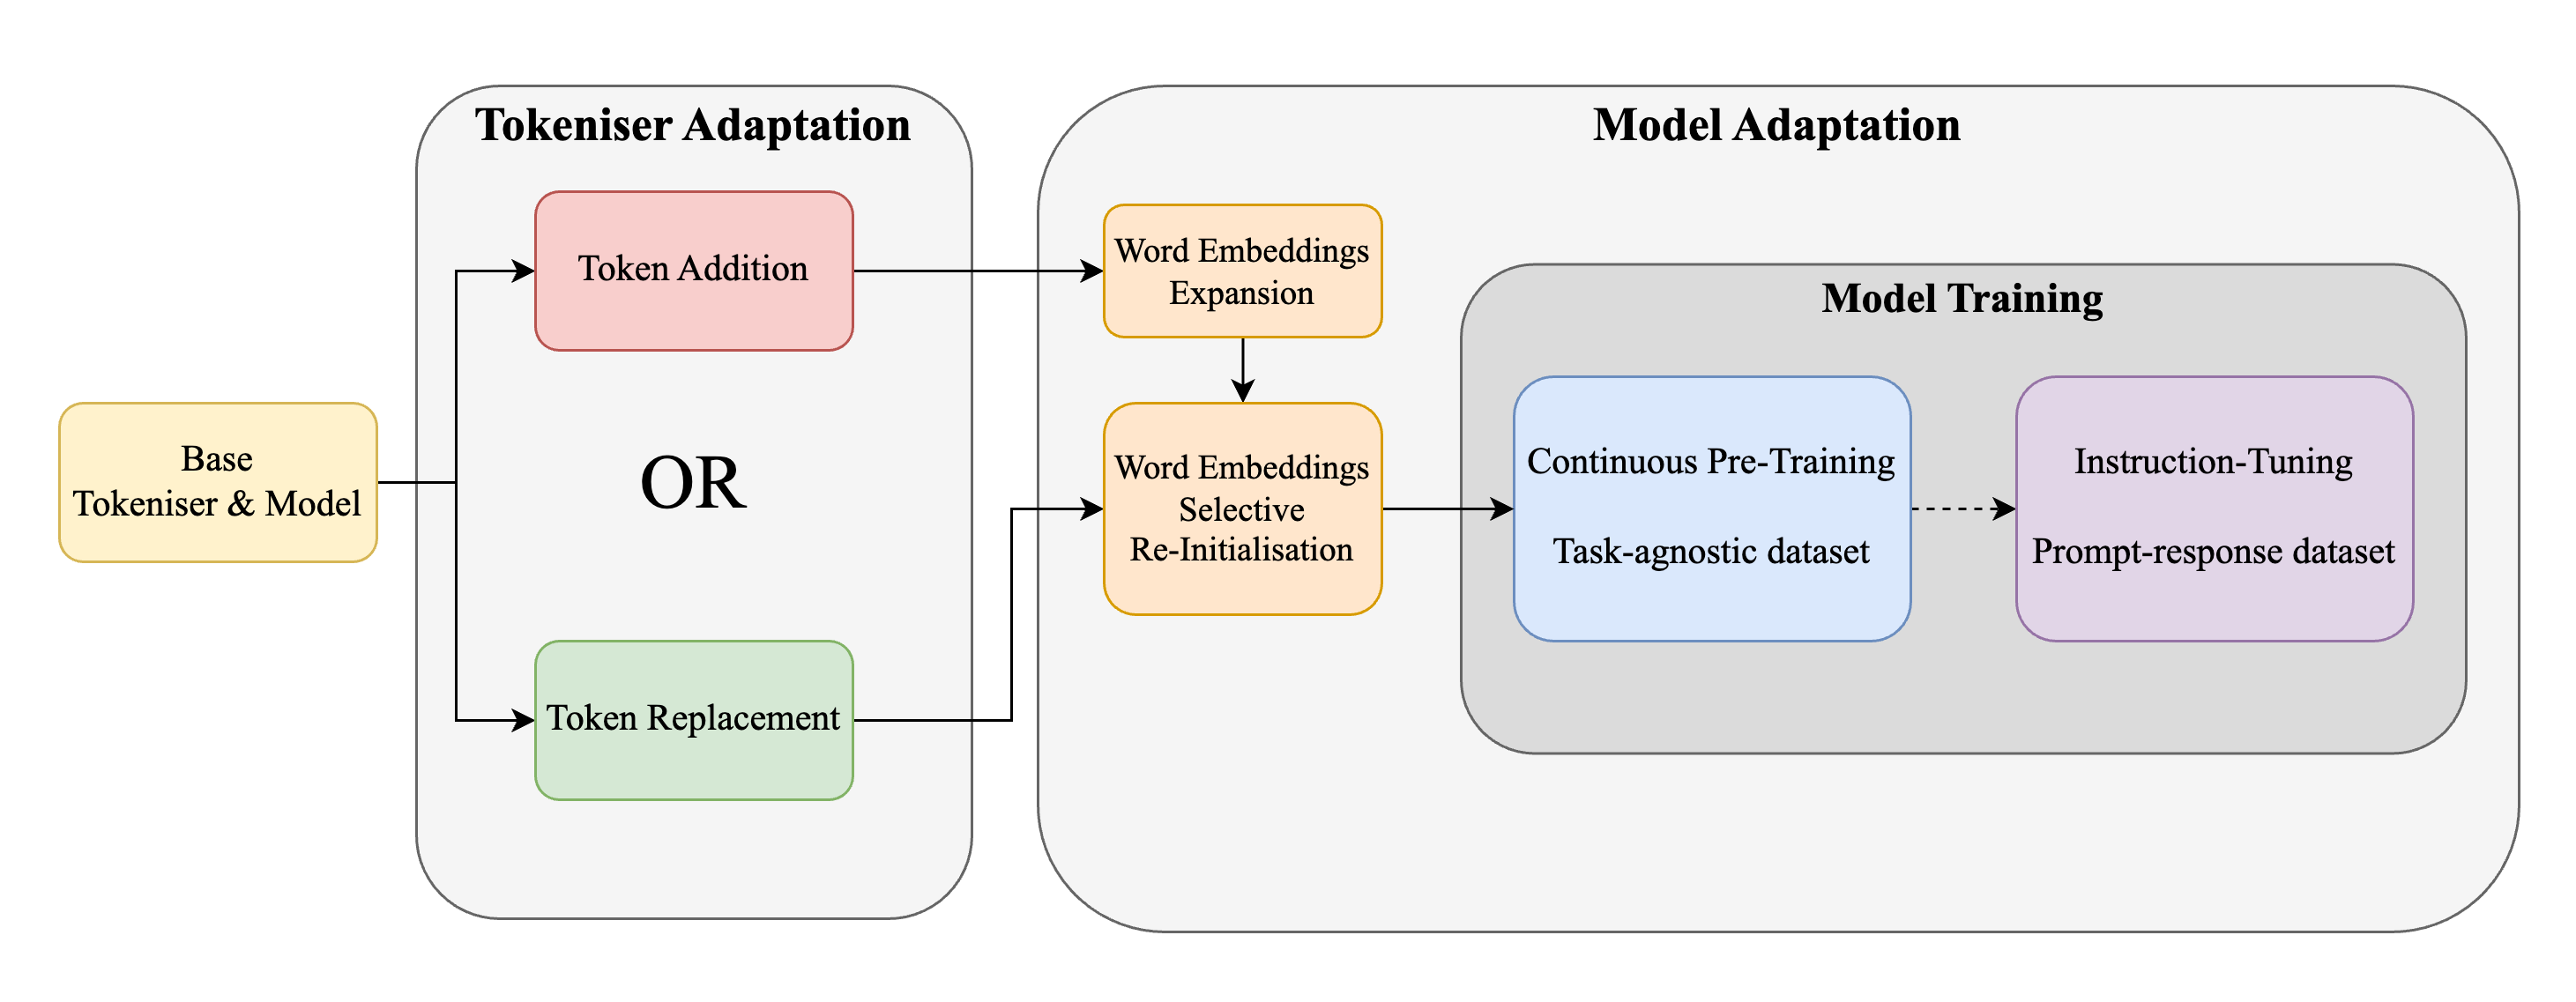 Tokeniser Adaptation
Model Adaptation
Token Addition
Word Embeddings
Expansion
Model Training
Base
Tokeniser & Model
OR
Word Embeddings
Selective
Re-Initialisation
Continuous Pre-Training
Task-agnostic dataset
Instruction-Tuning
Prompt-response dataset
Token Replacement